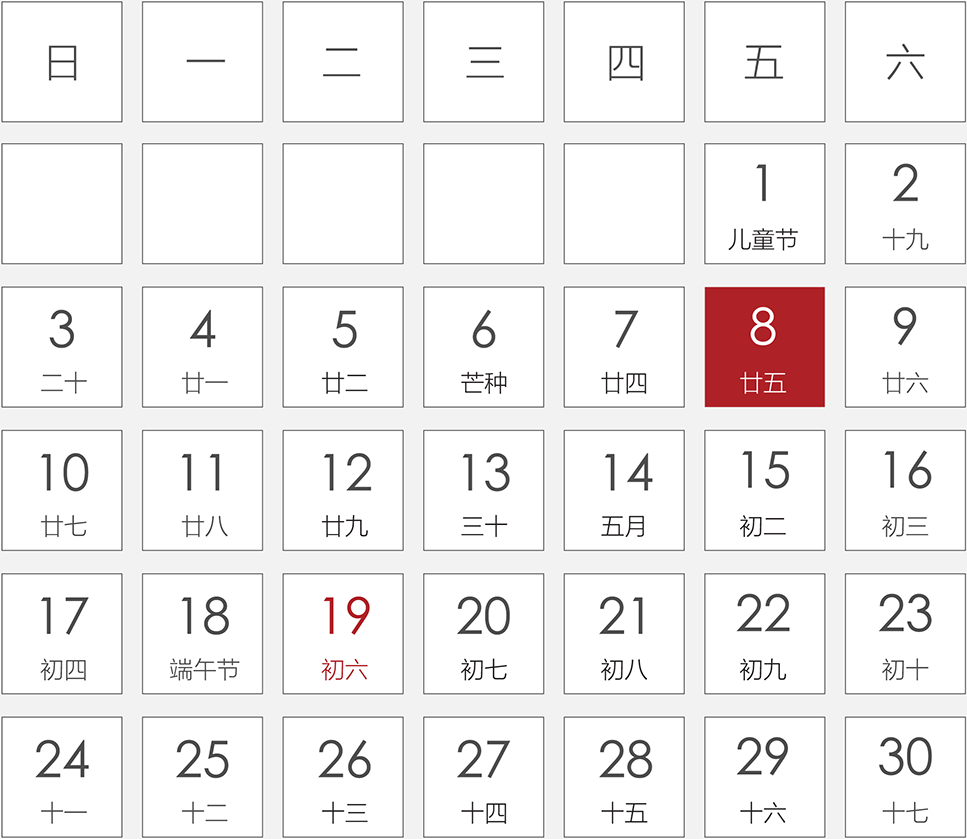 日 一 二 三 四 五 六
1 2
儿童节 十九
3 4 5 6 7 8 9
二十 廿一 廿二 芒种 廿四 廿五 廿六
10 11 12 13 14 15 16
廿七 廿八 廿九 三十 五月 初二 初三
17 18 19 20 21 22 23
初四 端午节 初六 初七 初八 初九 初十
24 25 26 27 28 29 30
十一 十二 十三 十四 十五 十六 十七